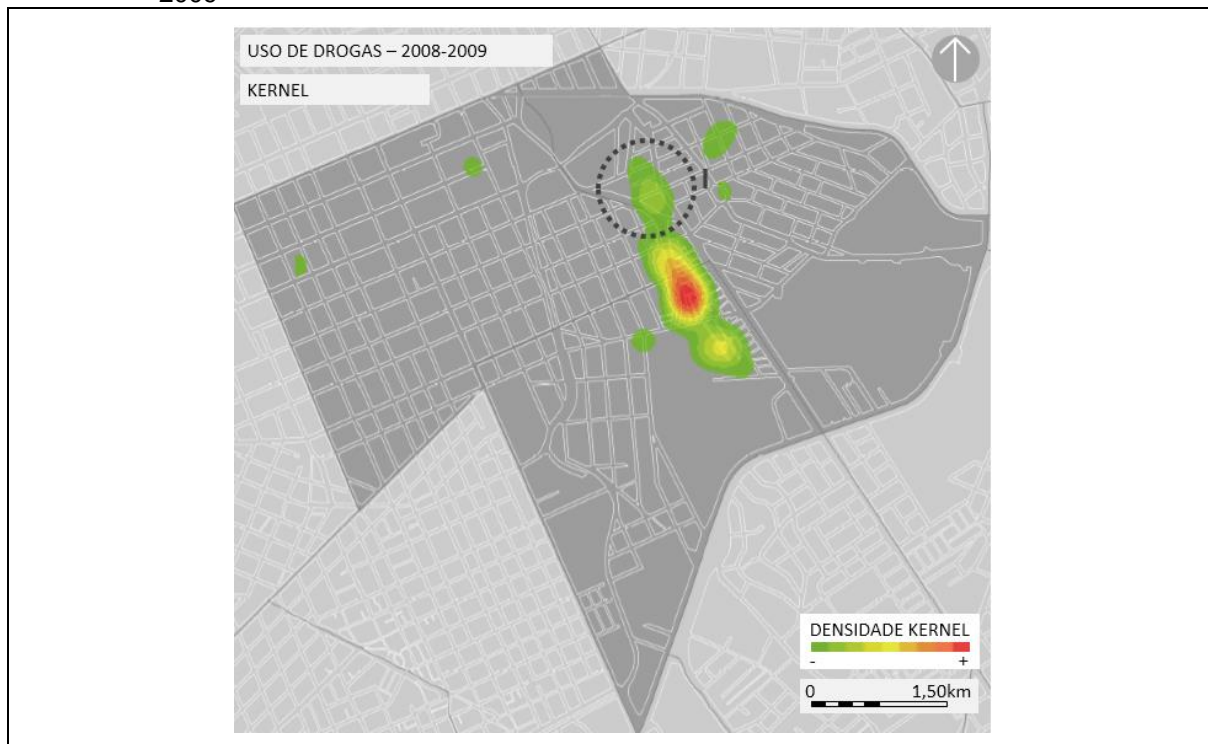 USO DE DROGAS – 2008-2009
KERNEL
I
DENSIDADE KERNEL
- +
0 1,50km